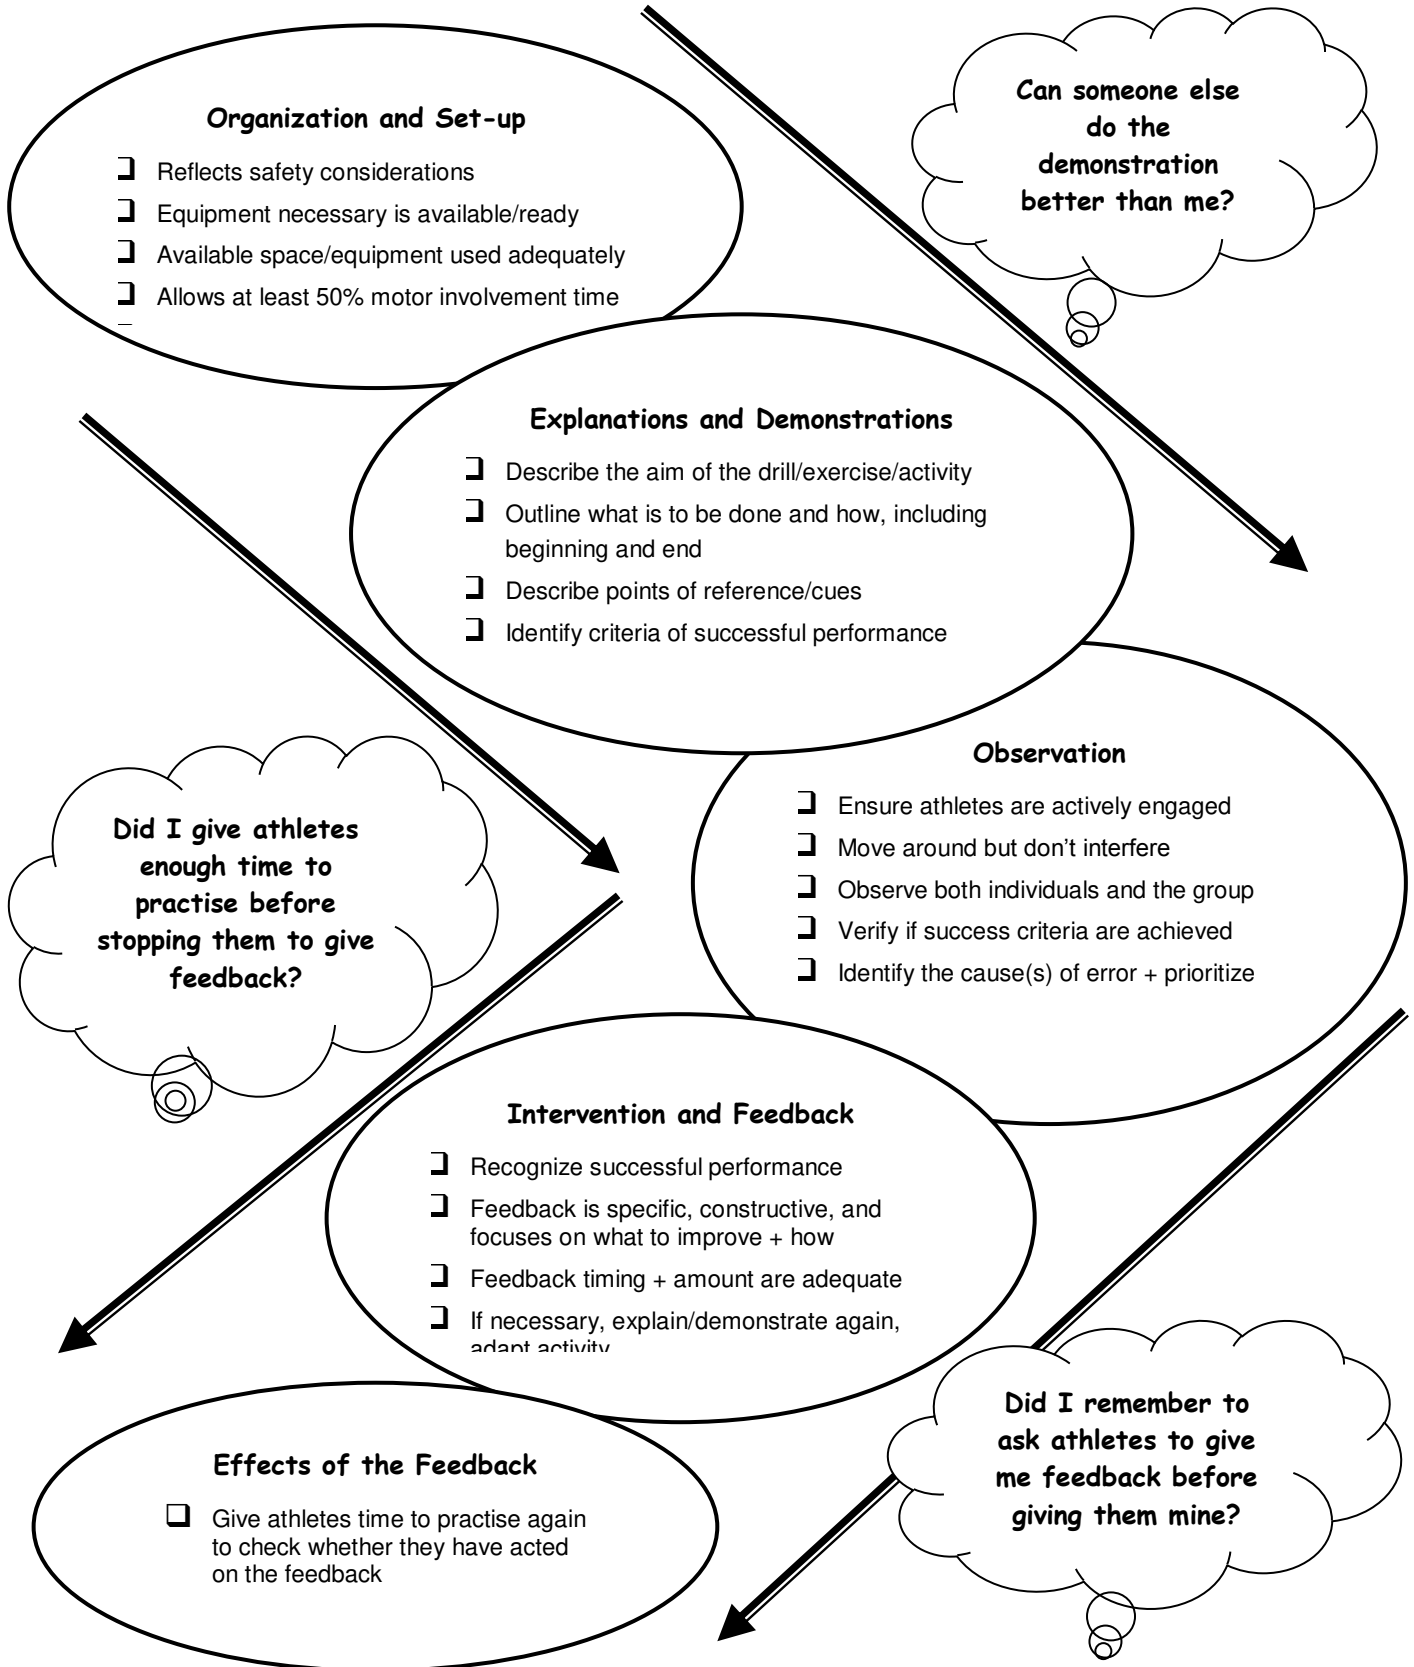 Organization and Set-up
❑ Reflects safety considerations
❑ Equipment necessary is available/ready
❑ Available space/equipment used adequately
❑ Allows at least 50% motor involvement time
Can someone else
do the
demonstration
better than me?
Explanations and Demonstrations
❑ Describe the aim of the drill/exercise/activity
❑ Outline what is to be done and how, including
beginning and end
❑ Describe points of reference/cues
❑ Identify criteria of successful performance
Observation
❑ Ensure athletes are actively engaged
❑ Move around but don't interfere
❑ Observe both individuals and the group
❑ Verify if success criteria are achieved
❑ Identify the cause(s) of error + prioritize
Did I give athletes
enough time to
practise before
stopping them to give
feedback?
Intervention and Feedback
❑ Recognize successful performance
❑ Feedback is specific, constructive, and
focuses on what to improve + how
❑ Feedback timing + amount are adequate
❑ If necessary, explain/demonstrate again,
adapt activity
Did I remember to
ask athletes to give
me feedback before
giving them mine?
Effects of the Feedback
❑ Give athletes time to practise again
to check whether they have acted
on the feedback